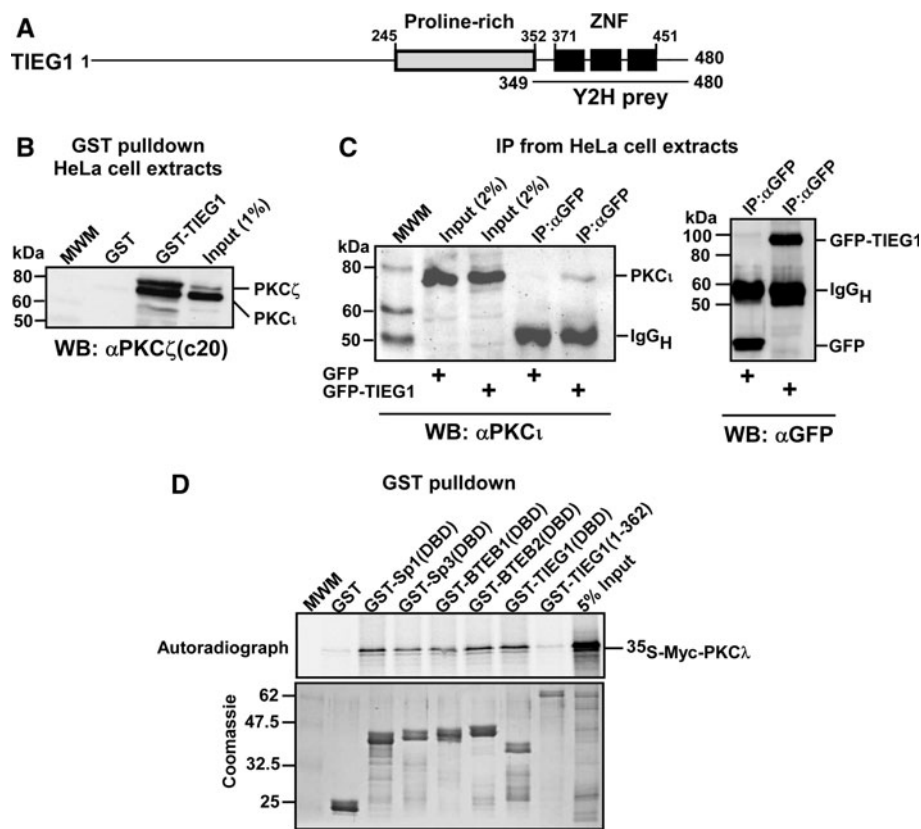 A
Proline-rich
ZNF
245
352
371
451
TIEG1 1
480
349
480
Y2H prey
B
GST pulldown
HeLa cell extracts
MWM
GST
GST-TIEG1
Input (1%)
kDa
80
60
50
PKCζ
PKCι
WB: αPKCζ(c20)
C
IP from HeLa cell extracts
MWM
Input (2%)
Input (2%)
IP:αGFP
IP:αGFP
kDa
80
60
50
PKCι
IgGH
GFP + +
GFP-TIEG1 + +
WB: αPKCι
IP:αGFP
IP:αGFP
kDa
100
80
60
50
GFP-TIEG1
IgGH
GFP
+
+
WB: αGFP
D
GST pulldown
MWM
GST
GST-Sp1(DBD)
GST-Sp3(DBD)
GST-BTEB1(DBD)
GST-BTEB2(DBD)
GST-TIEG1(DBD)
GST-TIEG1(1-362)
5% Input
Autoradiograph
35S-Myc-PKCλ
Coomassie
62
47.5
32.5
25